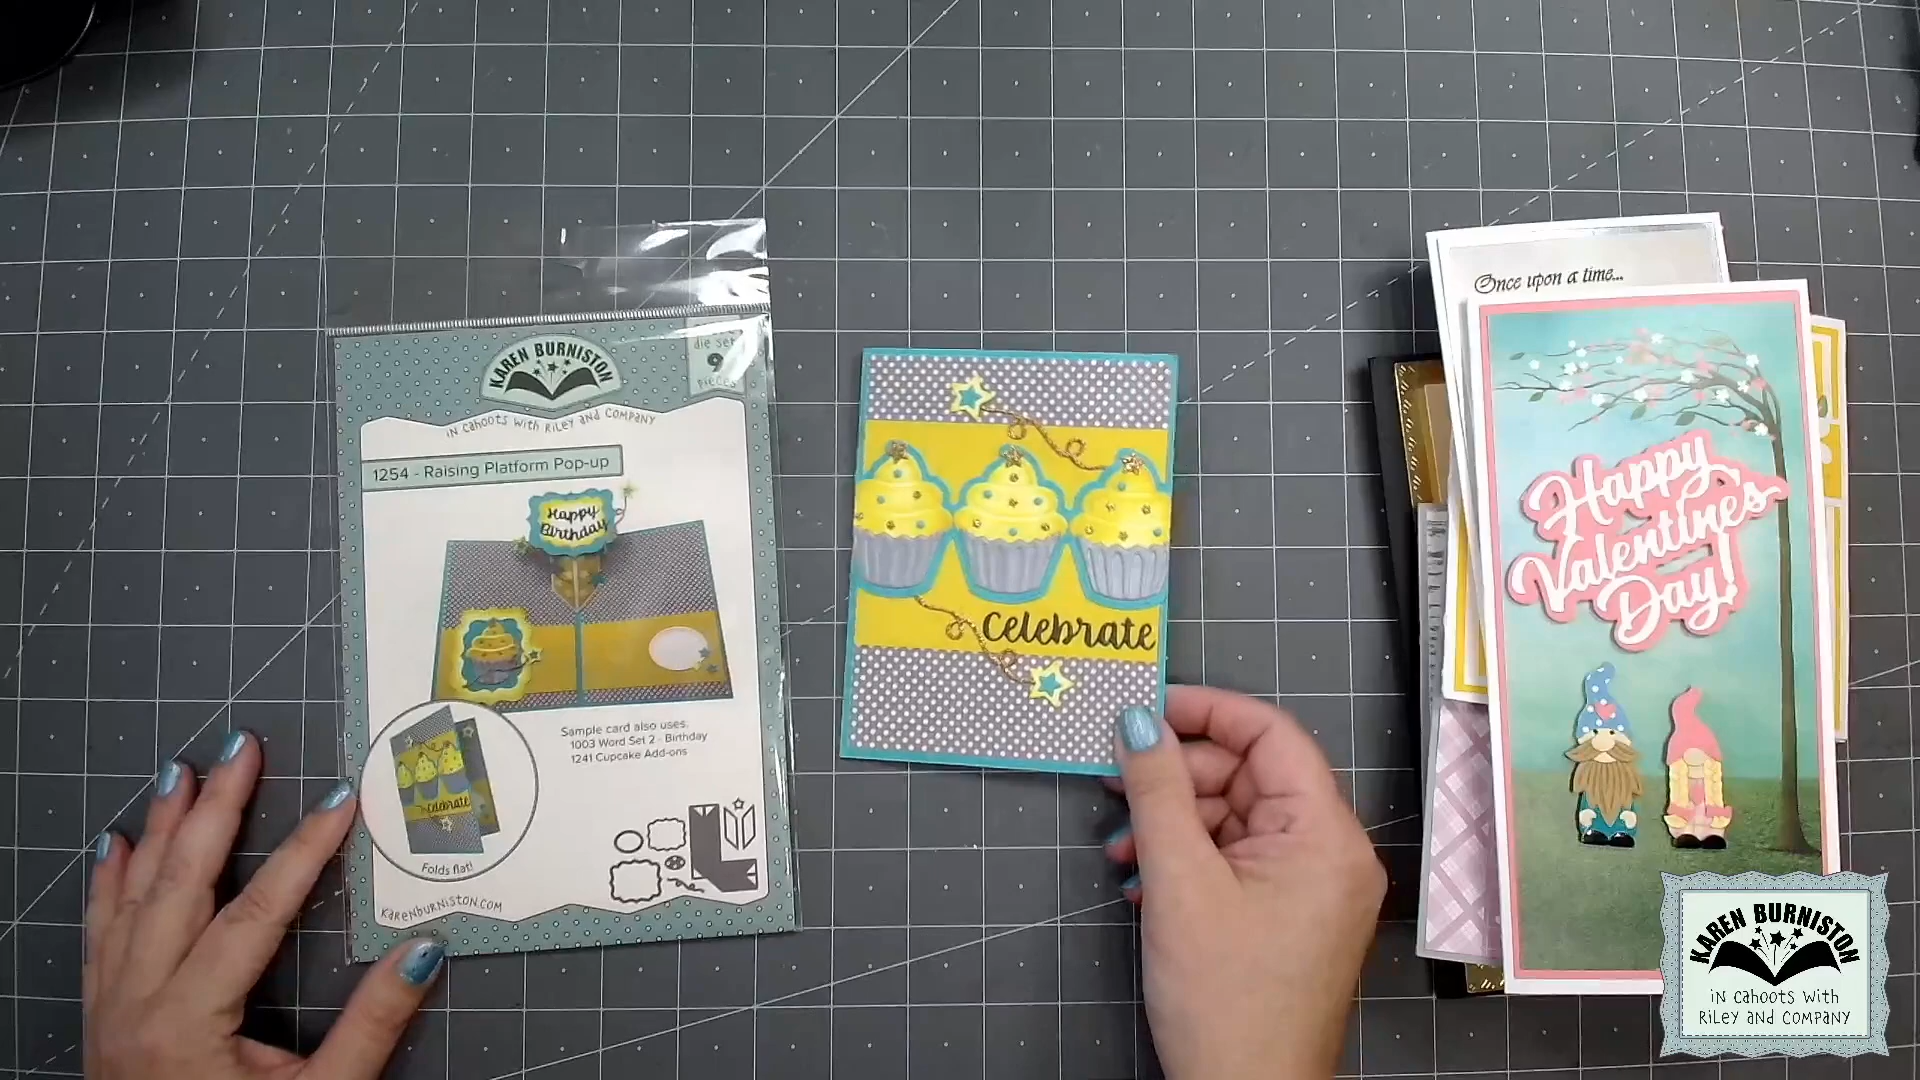 die set
9
pieces
KAREN BURNISTON
iN CaHOOTS WiTH RiLEY aND COMPaNY
1254 - Raising Platform Pop-up
Happy
Birthday
Sample card also uses:
1003 Word Set 2 - Birthday
1241 Cupcake Add-ons
Celebrate
Folds flat!
KARENBURNISTON.COM
Celebrate
Once upon a time...
Happy
Valentines
Day!
KAREN BURNISTON
iN CaHOOTS WiTH
RiLEY aND COMPaNY